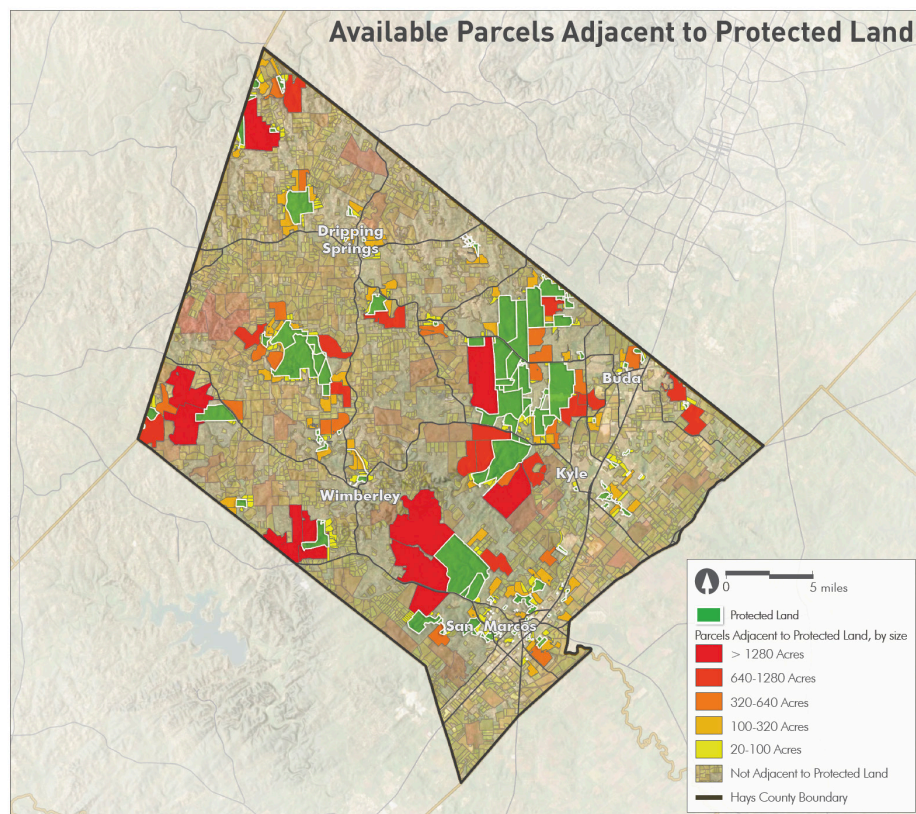 Available Parcels Adjacent to Protected Land
Dripping
Springs
Buda
Kyle
Wimberley
San Marcos
0
5 miles
Protected Land
Parcels Adjacent to Protected Land, by size
> 1280 Acres
640-1280 Acres
320-640 Acres
100-320 Acres
20-100 Acres
Not Adjacent to Protected Land
Hays County Boundary